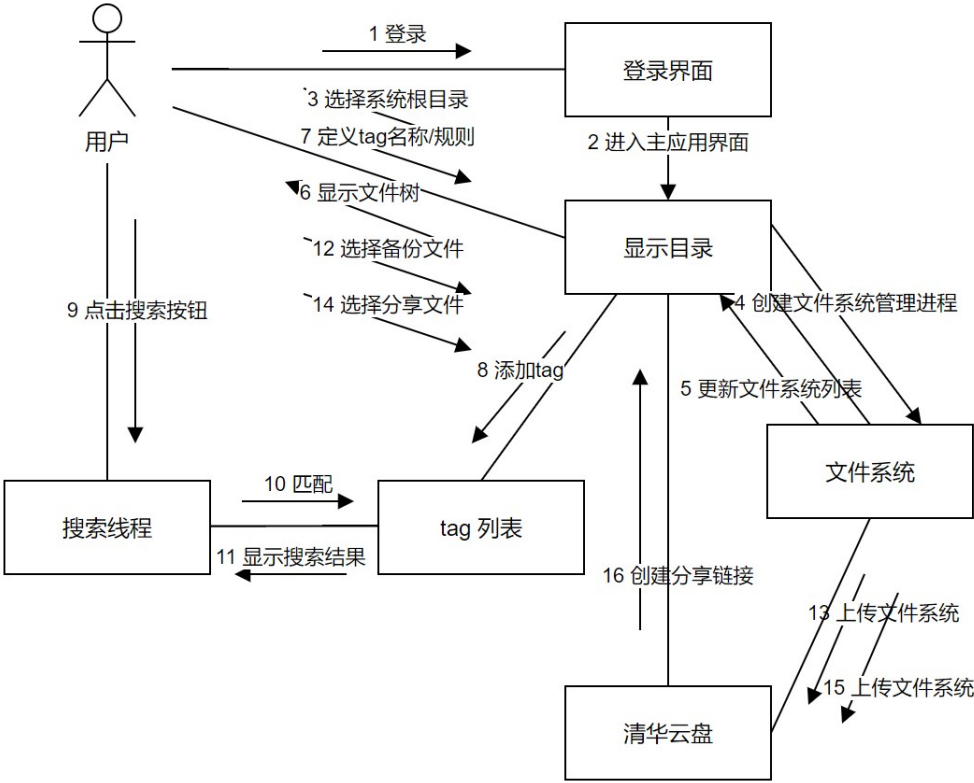 1 登录
登录界面
3 选择系统根目录
用户
7 定义tag名称/规则
2 进入主应用界面
6 显示文件树
12 选择备份文件
显示目录
14 选择分享文件
4 创建文件系统管理进程
9 点击搜索按钮
8 添加tag
5 更新文件系统列表
文件系统
10 匹配
搜索线程
tag 列表
11 显示搜索结果
16 创建分享链接
13 上传文件系统
15 上传文件系统
清华云盘